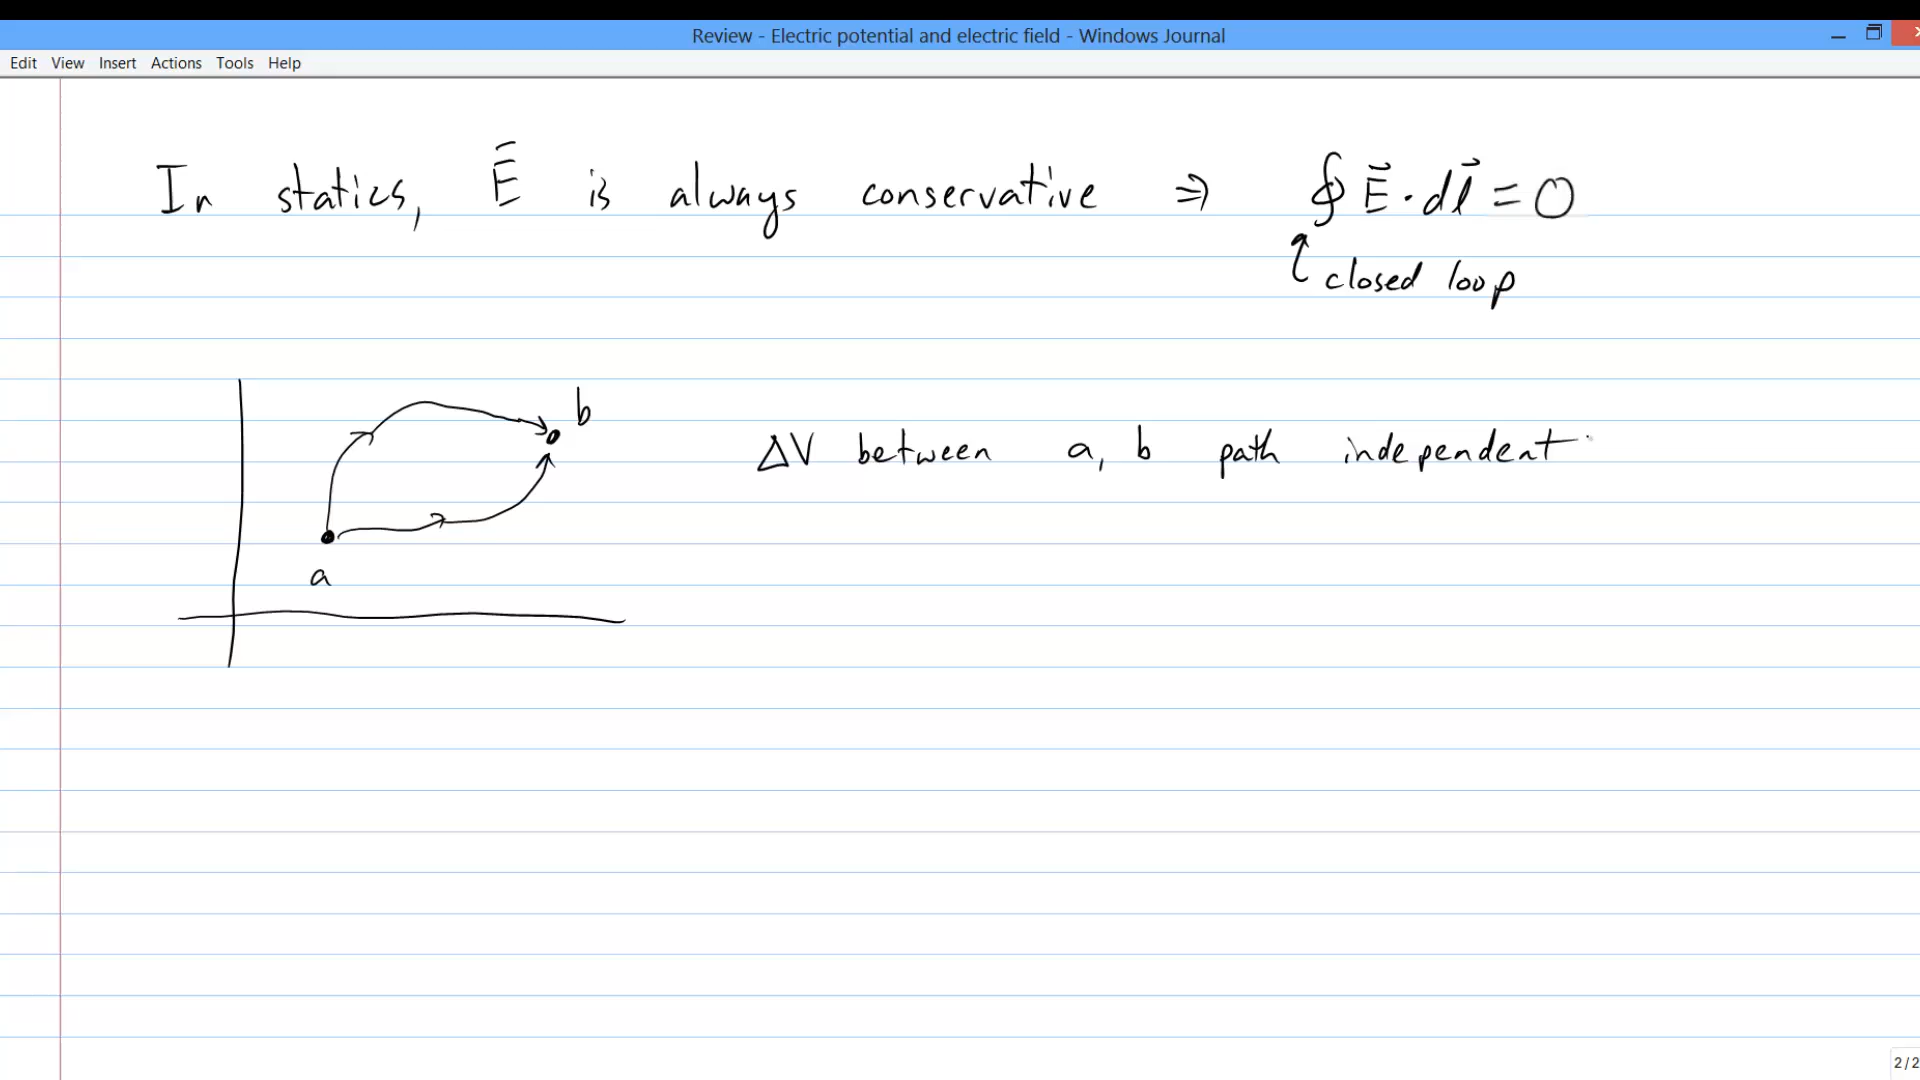 Review - Electric potential and electric field - Windows Journal
Edit View Insert Actions Tools Help
In statics, E⃗ is always conservative ⇒ ∮ E⃗ · dl⃗ = 0
closed loop
b
ΔV between a, b path independent
a
2/2